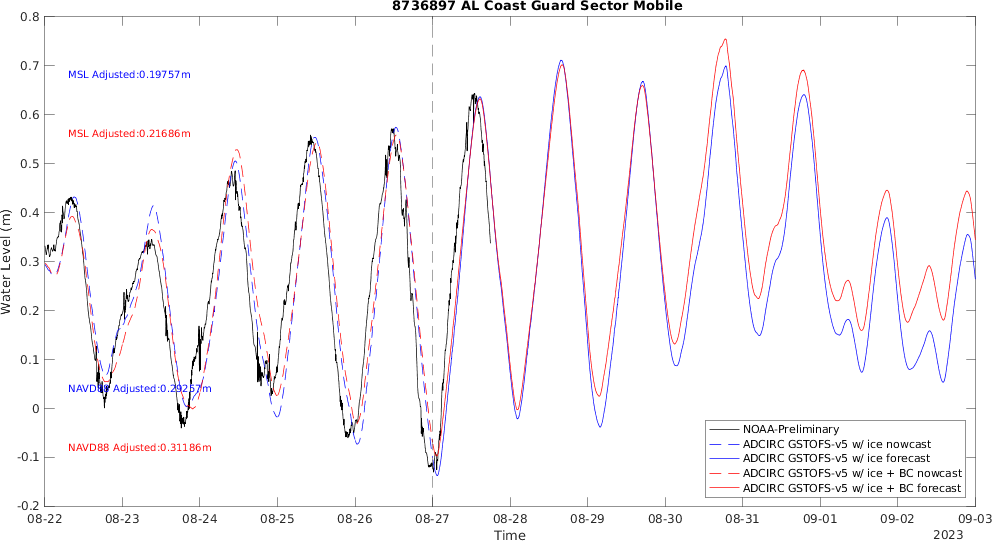 8736897 AL Coast Guard Sector Mobile
0.8
0.7
0.6
0.5
0.4
0.3
0.2
0.1
0
-0.1
-0.2
Water Level (m)
MSL Adjusted:0.19757m
MSL Adjusted:0.21686m
NAVD88 Adjusted:0.29257m
NAVD88 Adjusted:0.31186m
NOAA-Preliminary
ADCIRC GSTOFS-v5 w/ ice nowcast
ADCIRC GSTOFS-v5 w/ ice forecast
ADCIRC GSTOFS-v5 w/ ice + BC nowcast
ADCIRC GSTOFS-v5 w/ ice + BC forecast
08-22 08-23 08-24 08-25 08-26 08-27 08-28 08-29 08-30 08-31 09-01 09-02 09-03
Time
2023